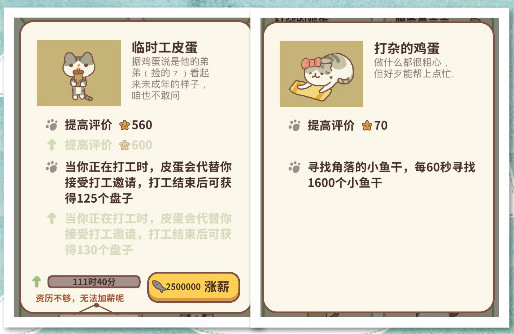 临时工皮蛋
据鸡蛋说是他的弟
弟（捡的？）看起
来未成年的样子，
咱也不敢问
提高评价 560
提高评价 600
当你正在打工时，皮蛋会代替你
接受打工邀请，打工结束后可获
得125个盘子
当你正在打工时，皮蛋会代替你
接受打工邀请，打工结束后可获
得130个盘子
111时40分
资历不够，无法加薪呢
2500000 涨薪
打杂的鸡蛋
做什么都很粗心，
但好歹能帮上点忙.
提高评价 70
寻找角落的小鱼干，每60秒寻找
1600个小鱼干